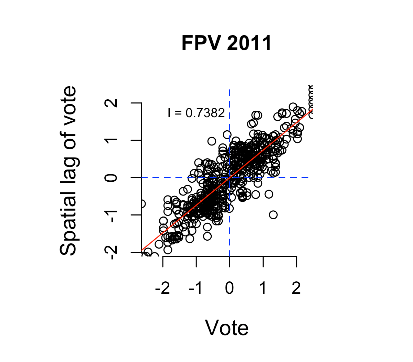 FPV 2011
Spatial lag of vote
2
1
0
-1
-2
I = 0.7382
-2
-1
0
1
2
Vote